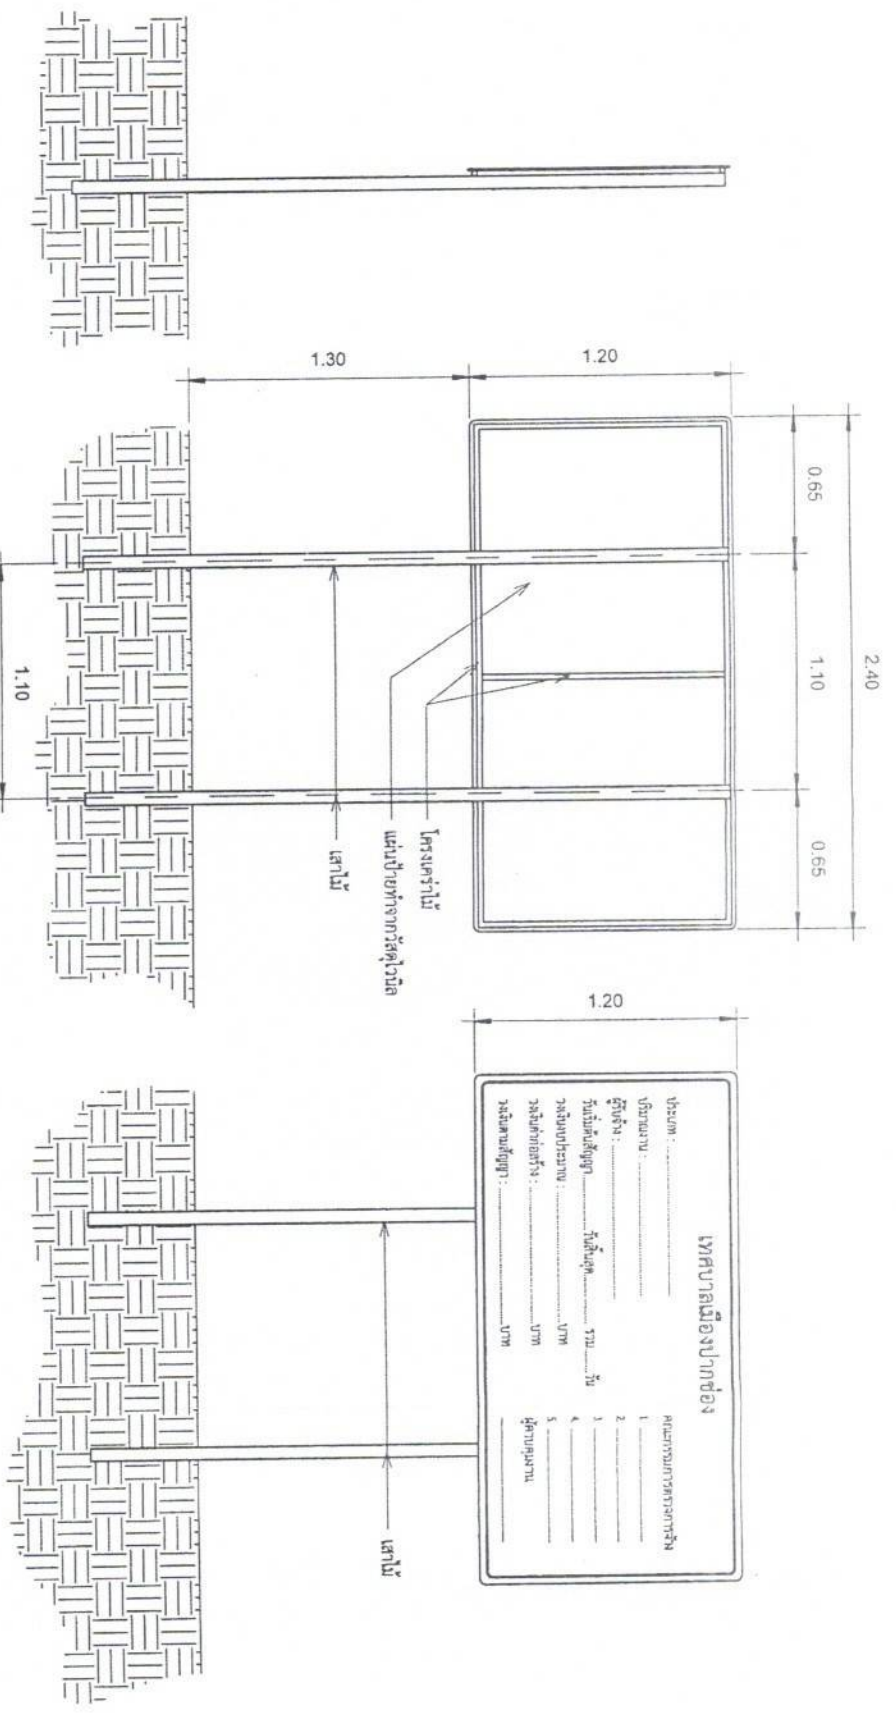 1.30
1.20
2.40
0.65
1.10
0.65
1.10
โครงเคร่าไม้
แผ่นป้ายทำจากวัสดุไวนิล
เสาไม้
1.20
เทศบาลเมืองปากช่อง
ประเภท :
ปริมาณงาน :
ผู้รับจ้าง :
วันเริ่มต้นสัญญา วันสิ้นสุด รวม วัน
วงเงินงบประมาณ : บาท
วงเงินค่าก่อสร้าง : บาท
วงเงินตามสัญญา : บาท
คณะกรรมการตรวจการจ้าง
1
2
3
4
5
ผู้ควบคุมงาน
เสาไม้